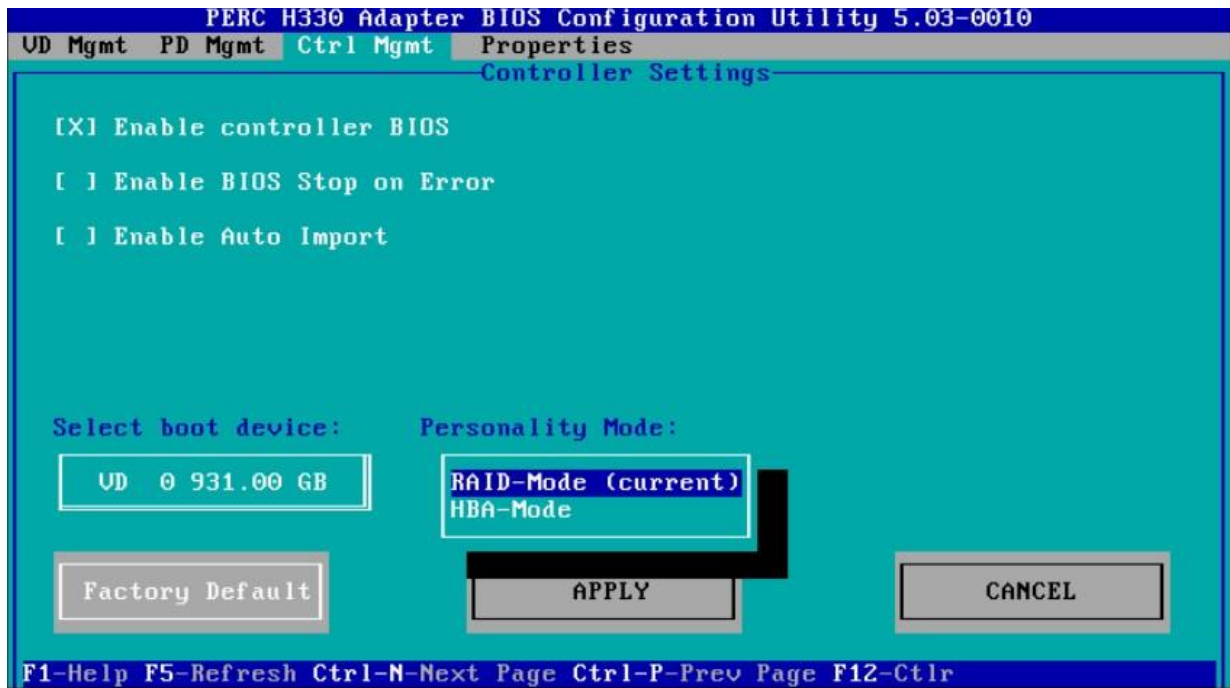 PERC H330 Adapter BIOS Configuration Utility 5.03-0010
VD Mgmt PD Mgmt Ctrl Mgmt Properties
Controller Settings
[X] Enable controller BIOS
[ ] Enable BIOS Stop on Error
[ ] Enable Auto Import
Select boot device: Personality Mode:
VD 0 931.00 GB RAID-Mode (current)
HBA-Mode
Factory Default APPLY CANCEL
F1-Help F5-Refresh Ctrl-N-Next Page Ctrl-P-Prev Page F12-Ctlr